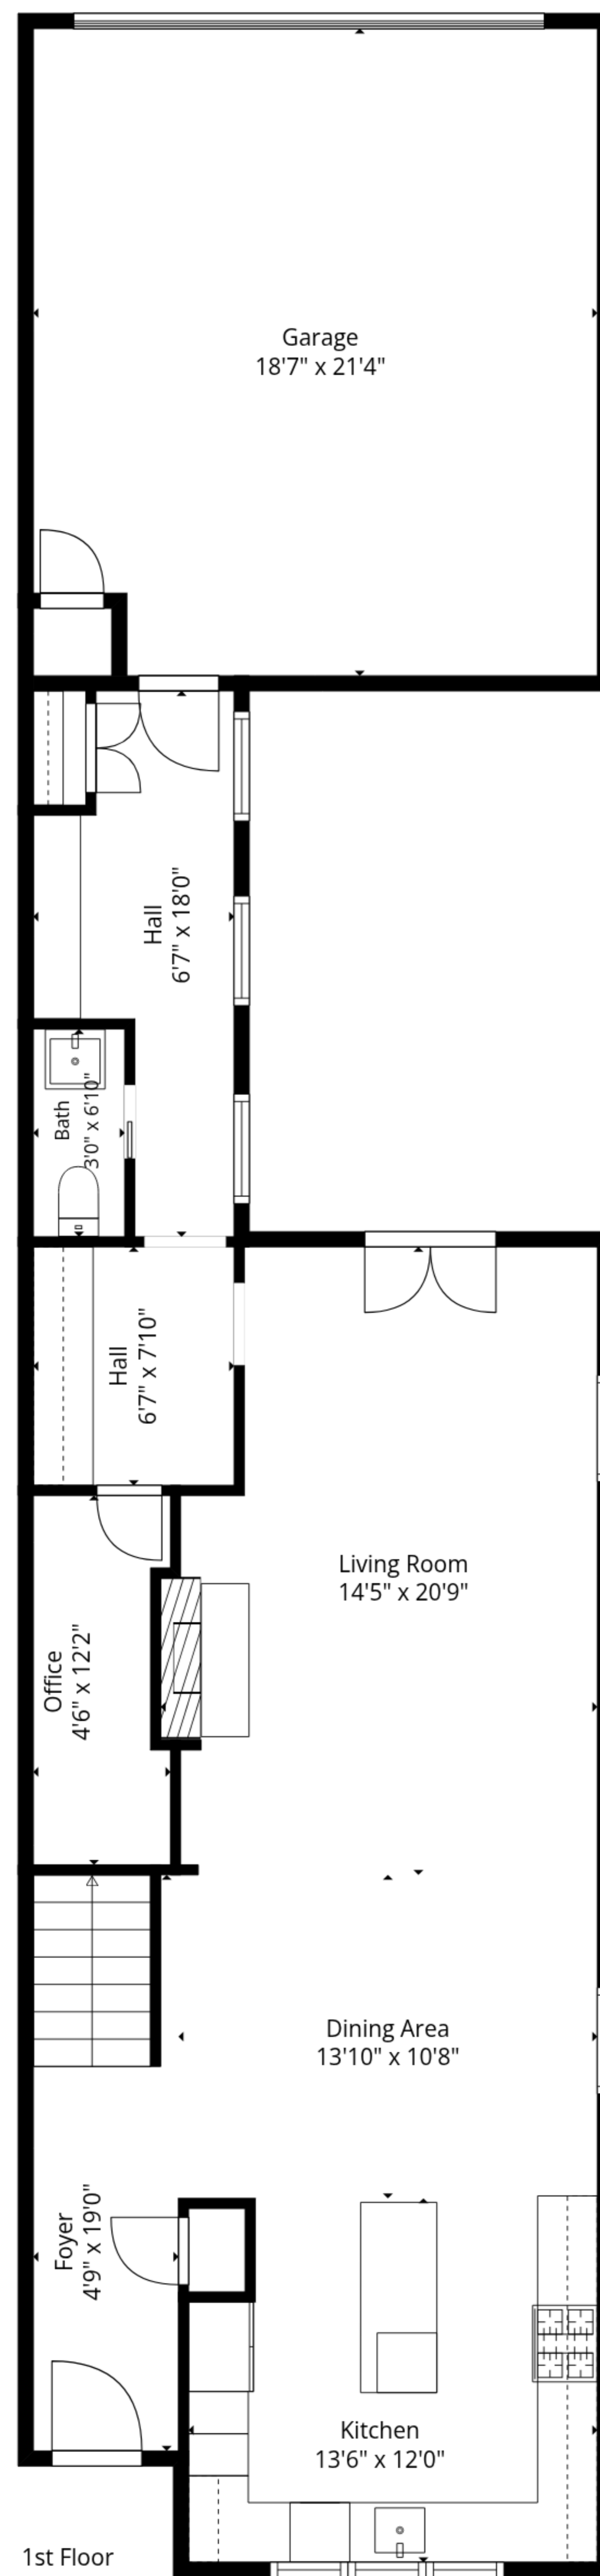 Garage
18'7" x 21'4"
Hall
6'7" x 18'0"
Bath
3'0" x 6'10"
Hall
6'7" x 7'10"
Living Room
14'5" x 20'9"
Office
4'6" x 12'2"
Dining Area
13'10" x 10'8"
Foyer
4'9" x 19'0"
Kitchen
13'6" x 12'0"
1st Floor